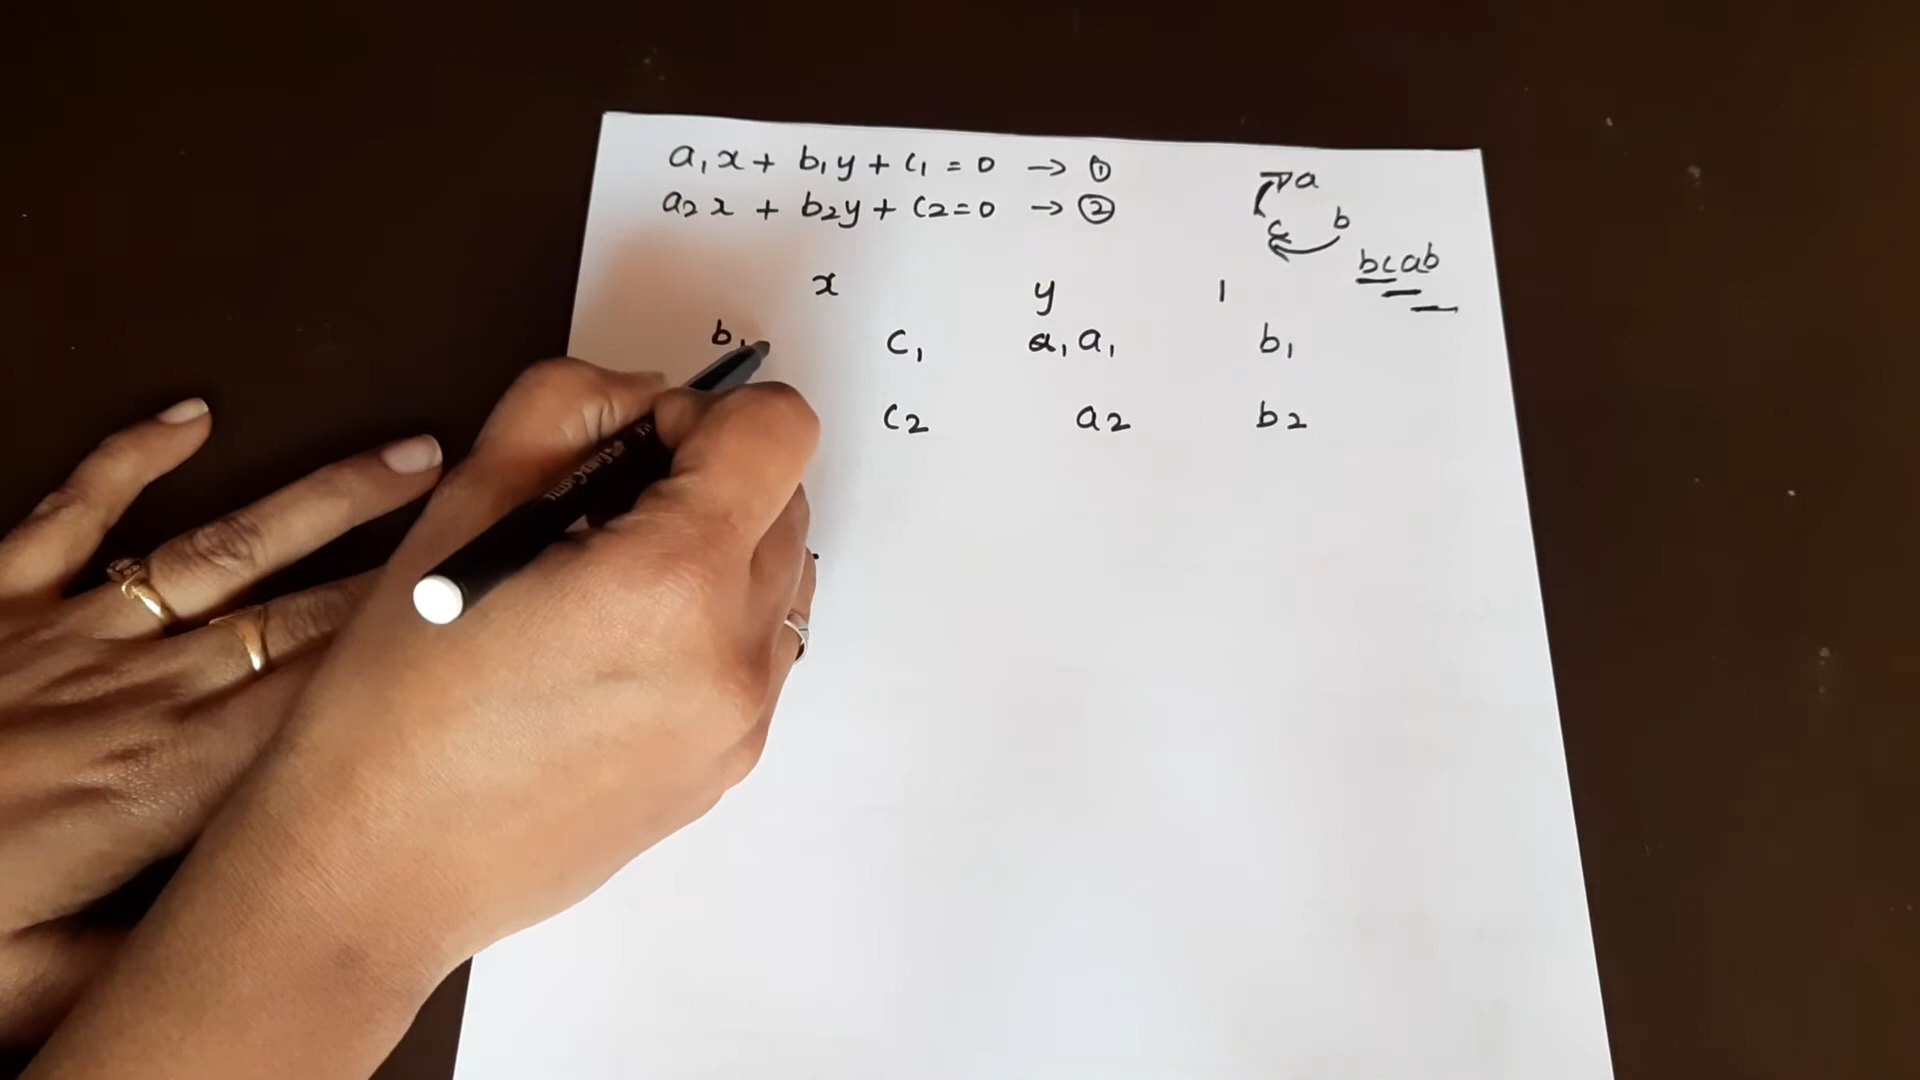 a₁x + b₁y + c₁ = 0 → ①
a₂x + b₂y + c₂ = 0 → ②
a
b
c
bcab
x y 1
b₁ c₁ a₁ a₁ b₁
c₂ a₂ b₂